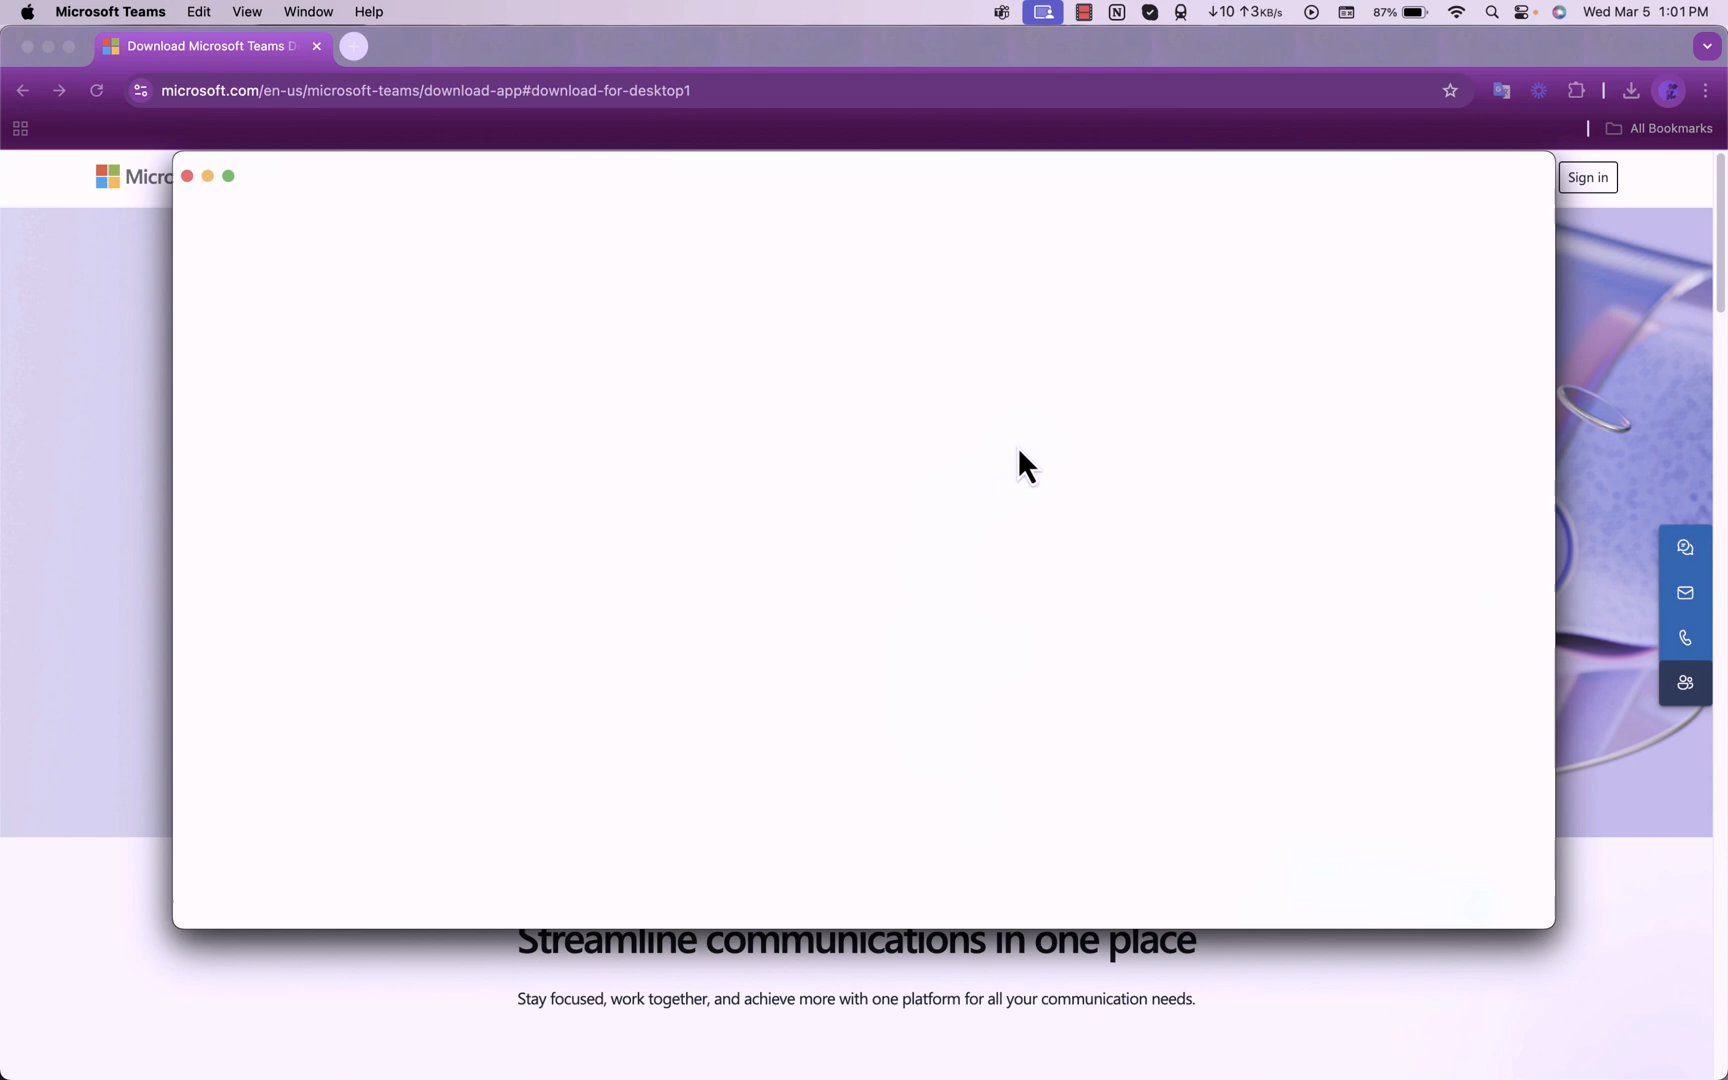 Microsoft Teams Edit View Window Help
↓10 ↑3KB/s 87% Wed Mar 5 1:01 PM
Download Microsoft Teams D
microsoft.com/en-us/microsoft-teams/download-app#download-for-desktop1
All Bookmarks
Micro
Sign in
Streamline communications in one place
Stay focused, work together, and achieve more with one platform for all your communication needs.